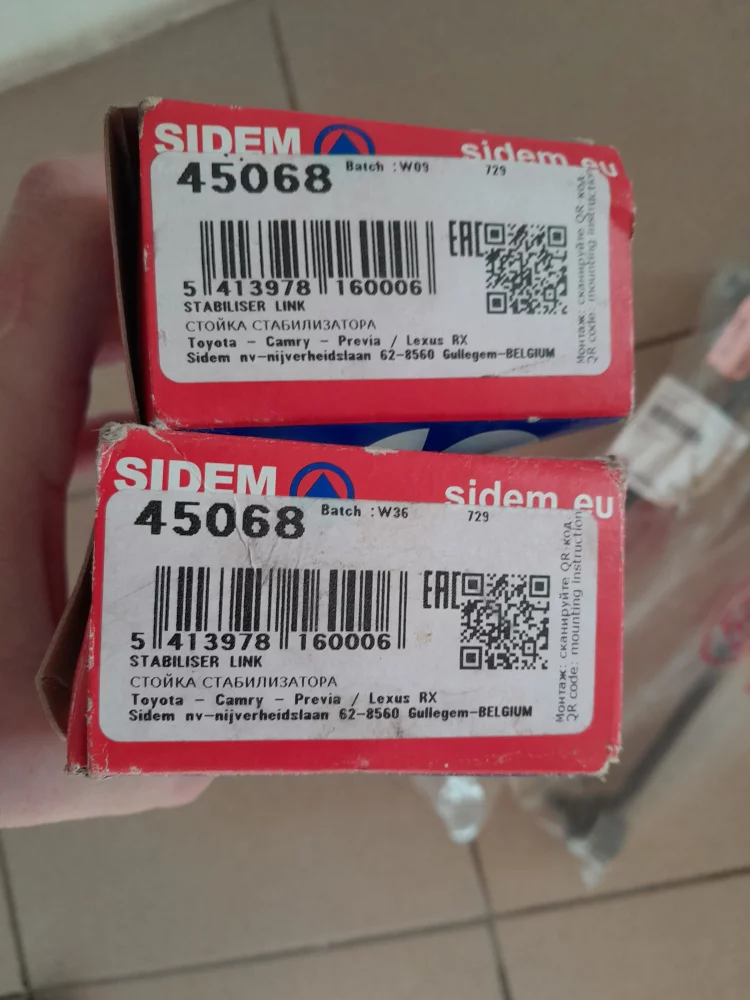 SIDEM sidem.eu
45068 Batch :W09 729
EAC
5 413978 160006
STABILISER LINK
СТОЙКА СТАБИЛИЗАТОРА
Toyota - Camry - Previa / Lexus RX
Sidem nv-nijverheidslaan 62-8560 Gullegem-BELGIUM
Монтаж: сканируйте QR-код.
QR code: mounting instruction
SIDEM sidem.eu
45068 Batch :W36 729
EAC
5 413978 160006
STABILISER LINK
СТОЙКА СТАБИЛИЗАТОРА
Toyota - Camry - Previa / Lexus RX
Sidem nv-nijverheidslaan 62-8560 Gullegem-BELGIUM
Монтаж: сканируйте QR-код.
QR code: mounting instruction